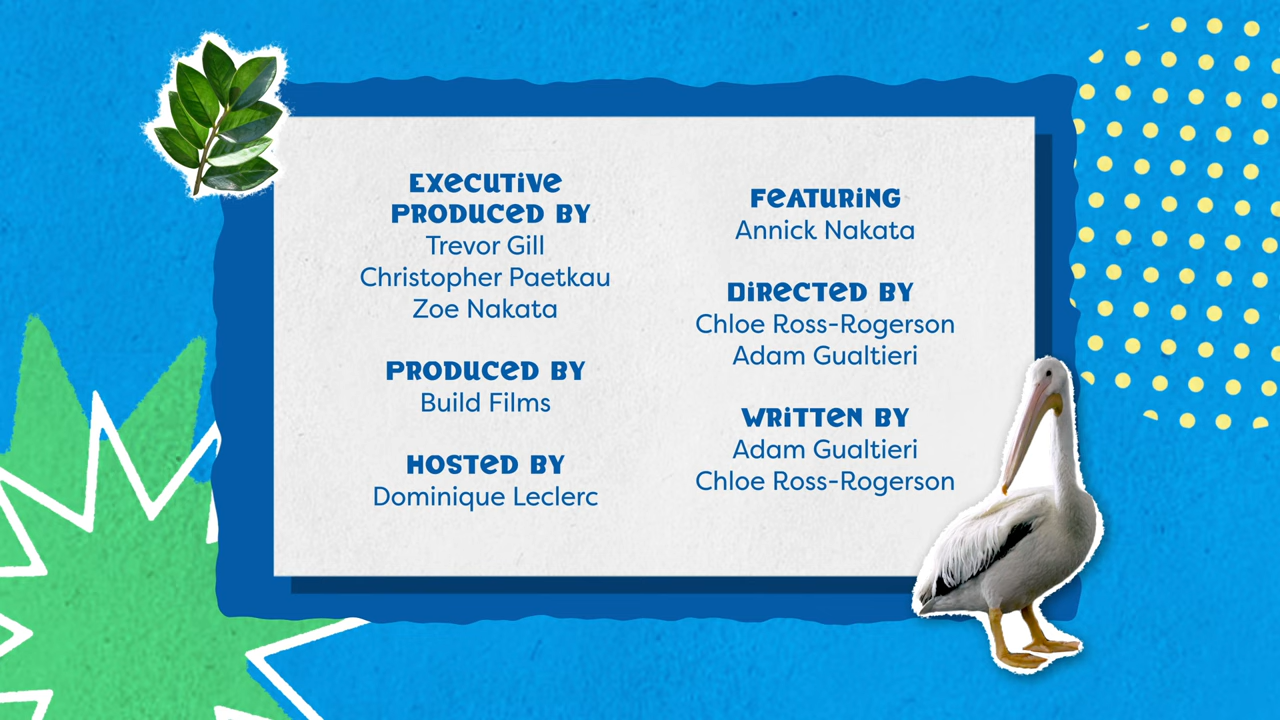 Executive
Produced by
Trevor Gill
Christopher Paetkau
Zoe Nakata
Produced by
Build Films
Hosted by
Dominique Leclerc
Featuring
Annick Nakata
Directed by
Chloe Ross-Rogerson
Adam Gualtieri
Written by
Adam Gualtieri
Chloe Ross-Rogerson